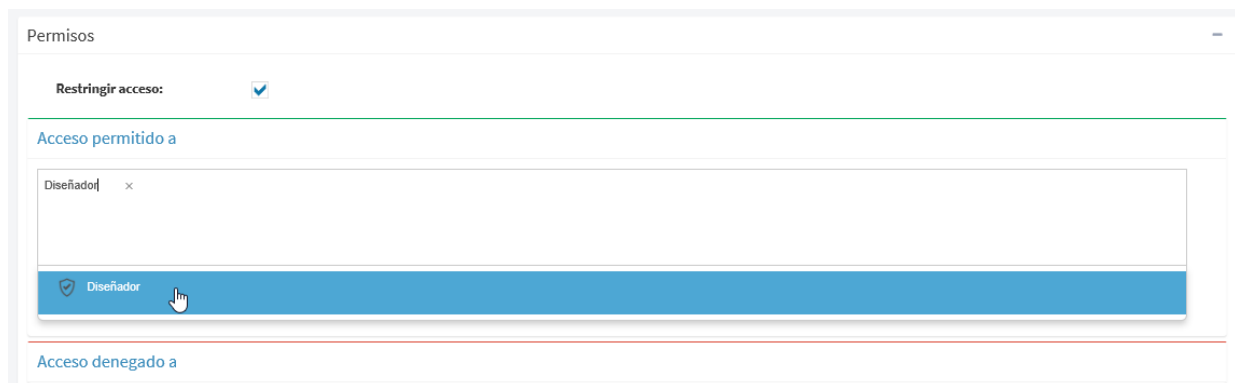 Permisos
Restringir acceso:
Acceso permitido a
Diseñador ×
Diseñador
Acceso denegado a